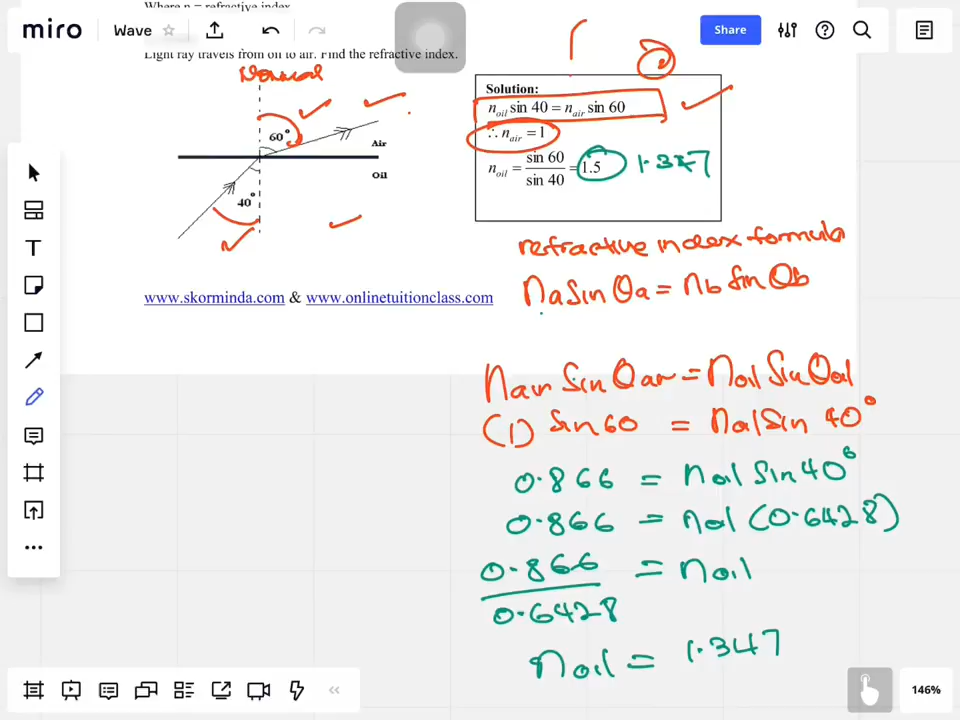 Where n = refractive index
miro
Wave
Share
Light ray travels from oil to air. Find the refractive index.
Normal
60°
Air
Oil
40°
Solution:
n_oil sin 40 = n_air sin 60
∴ n_air = 1
n_oil = sin 60 / sin 40 = 1.5 1.347
refractive index formula
na sin θa = nb sin θb
www.skorminda.com & www.onlinetuitionclass.com
nair sin θair = noil sin θoil
(1) sin 60 = noil sin 40°
0.866 = noil sin 40°
0.866 = noil (0.6428)
0.866 / 0.6428 = noil
noil = 1.347
146%